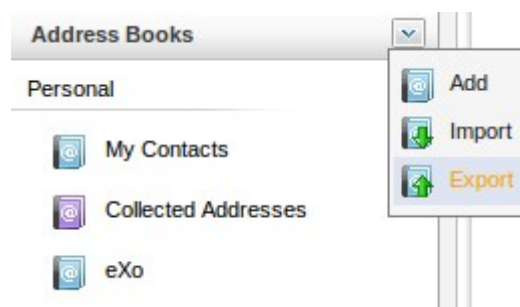 Address Books
Personal
My Contacts
Collected Addresses
eXo
Add
Import
Export